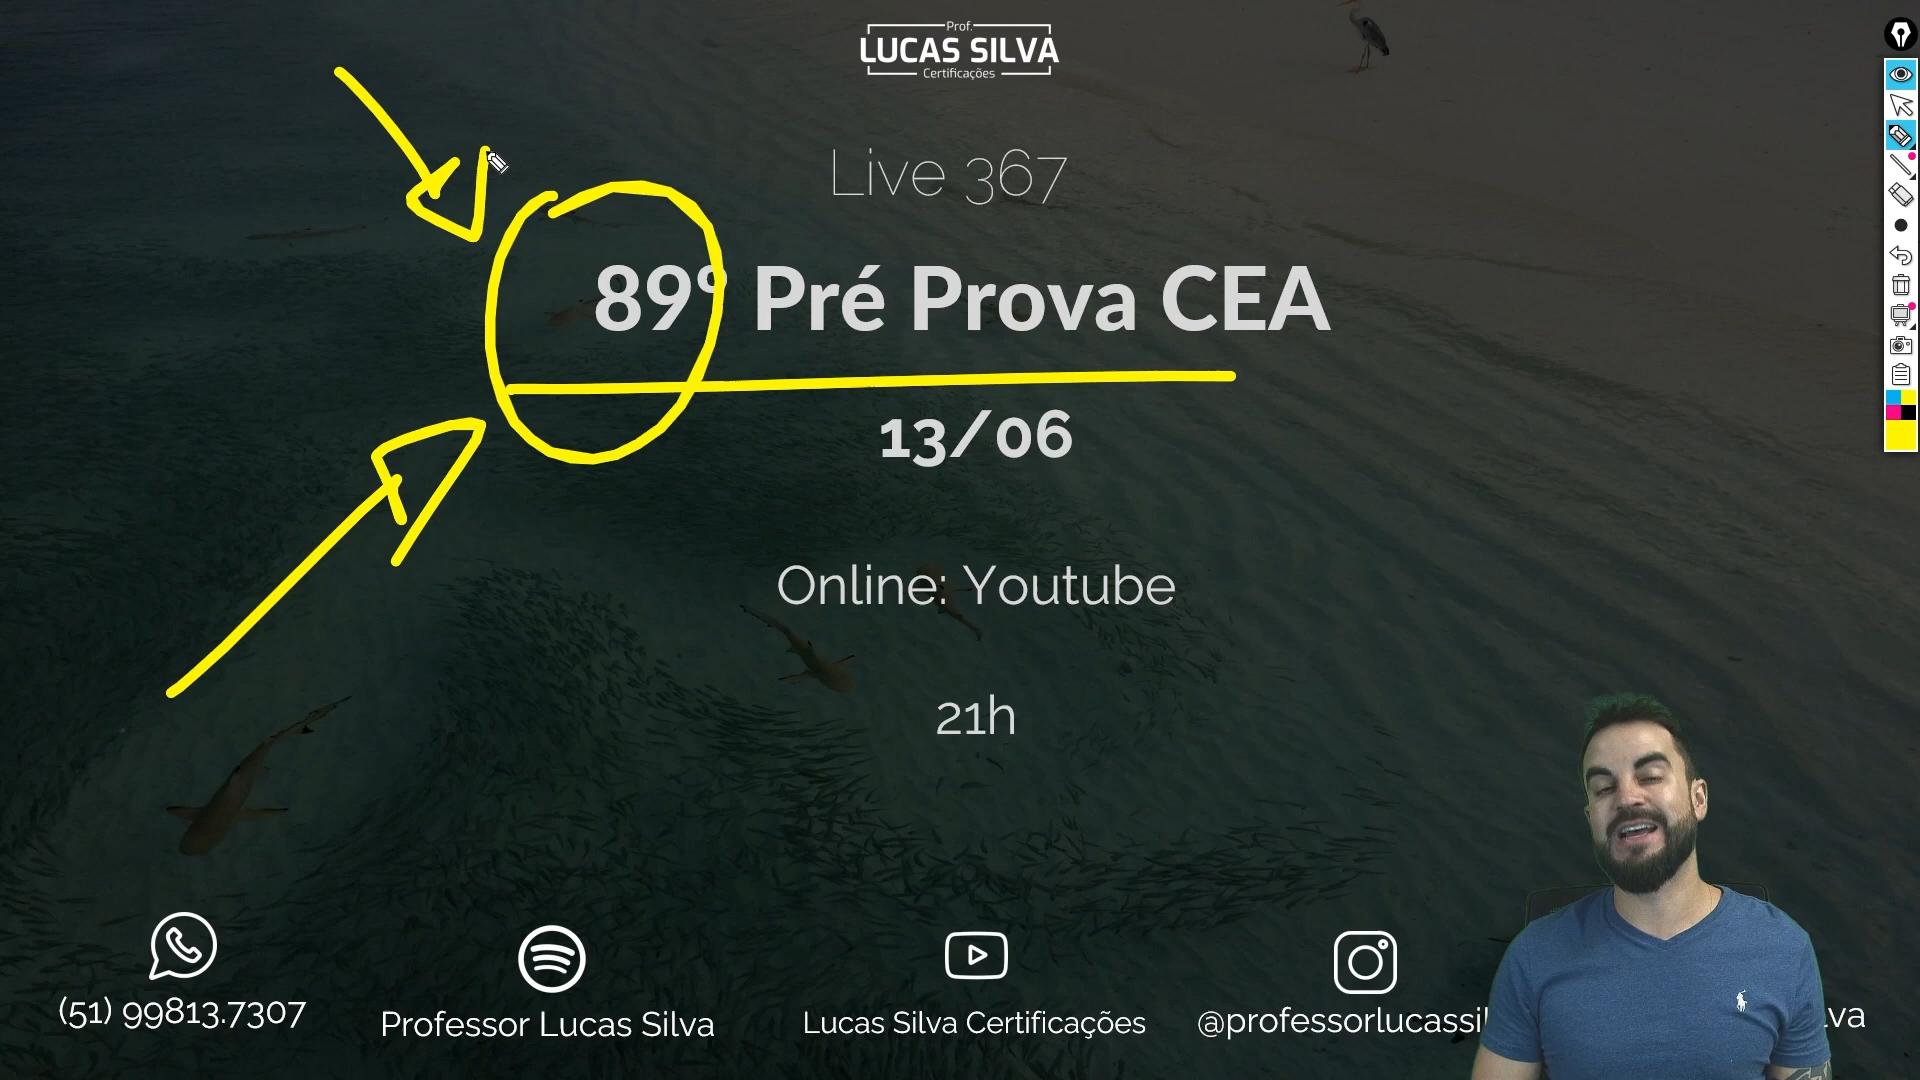 Prof.
LUCAS SILVA
Certificações
Live 367
89º Pré Prova CEA
13/06
Online: Youtube
21h
(51) 99813.7307
Professor Lucas Silva
Lucas Silva Certificações
@professorlucassil